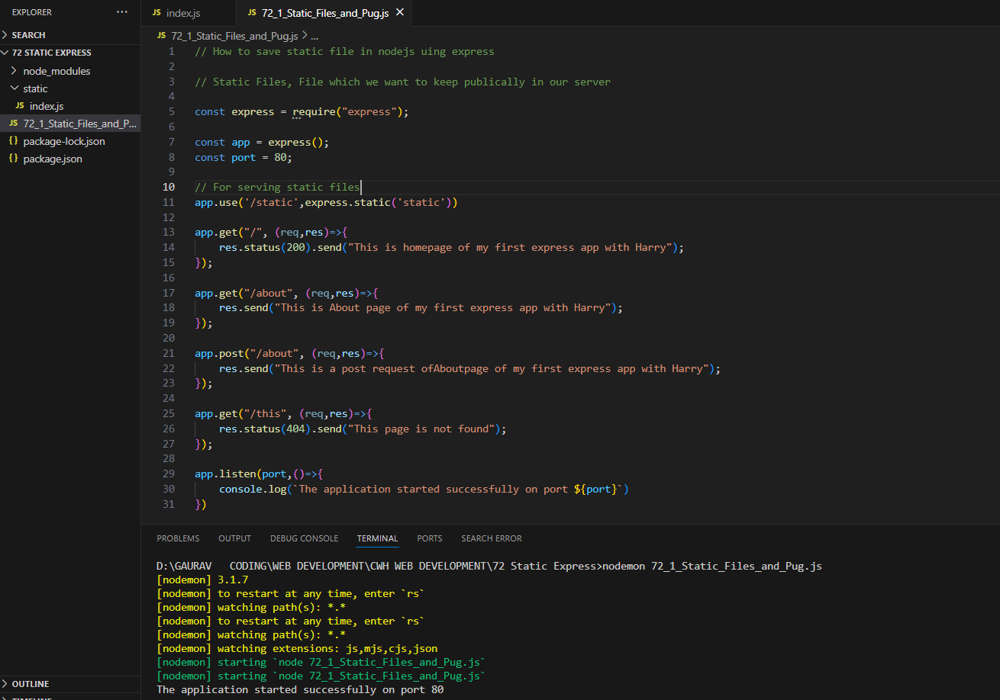 EXPLORER
SEARCH
72 STATIC EXPRESS
node_modules
static
JS index.js
JS 72_1_Static_Files_and_P...
{} package-lock.json
{} package.json
OUTLINE
JS index.js
JS 72_1_Static_Files_and_Pug.js
JS 72_1_Static_Files_and_Pug.js > ...
1 // How to save static file in nodejs uing express
2
3 // Static Files, File which we want to keep publically in our server
4
5 const express = require("express");
6
7 const app = express();
8 const port = 80;
9
10 // For serving static files
11 app.use('/static',express.static('static'))
12
13 app.get("/", (req,res)=>{
14 res.status(200).send("This is homepage of my first express app with Harry");
15 });
16
17 app.get("/about", (req,res)=>{
18 res.send("This is About page of my first express app with Harry");
19 });
20
21 app.post("/about", (req,res)=>{
22 res.send("This is a post request ofAboutpage of my first express app with Harry");
23 });
24
25 app.get("/this", (req,res)=>{
26 res.status(404).send("This page is not found");
27 });
28
29 app.listen(port,()=>{
30 console.log(`The application started successfully on port ${port}`)
31 })
PROBLEMS OUTPUT DEBUG CONSOLE TERMINAL PORTS SEARCH ERROR
D:\GAURAV   CODING\WEB DEVELOPMENT\CWH WEB DEVELOPMENT\72 Static Express>nodemon 72_1_Static_Files_and_Pug.js
[nodemon] 3.1.7
[nodemon] to restart at any time, enter `rs`
[nodemon] watching path(s): *.*
[nodemon] to restart at any time, enter `rs`
[nodemon] watching path(s): *.*
[nodemon] watching extensions: js,mjs,cjs,json
[nodemon] starting `node 72_1_Static_Files_and_Pug.js`
[nodemon] starting `node 72_1_Static_Files_and_Pug.js`
The application started successfully on port 80